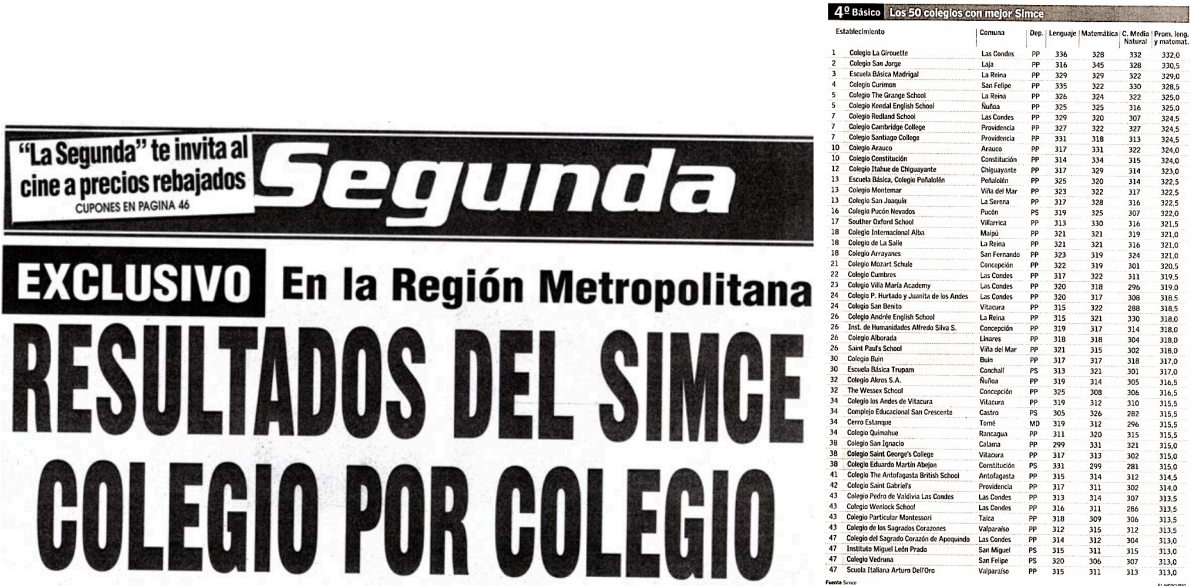 “La Segunda” te invita al
cine a precios rebajados
CUPONES EN PAGINA 46
Segunda
EXCLUSIVO En la Región Metropolitana
RESULTADOS DEL SIMCE
COLEGIO POR COLEGIO
4º Básico Los 50 colegios con mejor Simce
Establecimiento Comuna Dep. Lenguaje Matemática C. Medio Natural Prom. leng. y matemat.
1 Colegio La Girouette Las Condes PP 336 328 332 332,0
2 Colegio San Jorge Laja PP 316 345 328 330,5
3 Escuela Básica Madrigal La Reina PP 329 329 322 329,0
4 Colegio Curimon San Felipe PP 335 322 330 328,5
5 Colegio The Grange School La Reina PP 326 324 322 325,0
5 Colegio Kendal English School Ñuñoa PP 325 325 316 325,0
7 Colegio Redland School Las Condes PP 329 320 307 324,5
7 Colegio Cambridge College Providencia PP 327 322 327 324,5
7 Colegio Santiago College Providencia PP 331 318 313 324,5
10 Colegio Arauco Arauco PP 317 331 322 324,0
10 Colegio Constitución Constitución PP 314 334 315 324,0
12 Colegio Itahue de Chiguayante Chiguayante PP 317 329 314 323,0
13 Escuela Básica, Colegio Peñalolén Peñalolén PP 325 320 314 322,5
13 Colegio Montemar Viña del Mar PP 323 322 317 322,5
13 Colegio San Joaquín La Serena PP 317 328 316 322,5
16 Colegio Pucón Nevados Pucón PS 319 325 307 322,0
17 Souther Oxford School Villarrica PP 313 330 316 321,5
18 Colegio Internacional Alba Maipú PP 321 321 319 321,0
18 Colegio de La Salle La Reina PP 321 321 316 321,0
18 Colegio Arrayanes San Fernando PP 323 319 324 321,0
21 Colegio Mozart Schule Concepción PP 322 319 301 320,5
22 Colegio Cumbres Las Condes PP 317 322 311 319,5
23 Colegio Villa María Academy Las Condes PP 320 318 296 319,0
24 Colegio P. Hurtado y Juanita de los Andes Las Condes PP 320 317 308 318,5
24 Colegio San Benito Vitacura PP 315 322 288 318,5
26 Colegio Andrée English School La Reina PP 315 321 330 318,0
26 Inst. de Humanidades Alfredo Silva S. Concepción PP 319 317 314 318,0
26 Colegio Alborada Linares PP 318 318 304 318,0
26 Saint Paul's School Viña del Mar PP 321 315 302 318,0
30 Colegio Buin Buin PP 317 317 318 317,0
30 Escuela Básica Trupam Conchalí PS 313 321 301 317,0
32 Colegio Akros S.A. Ñuñoa PP 319 314 305 316,5
32 The Wessex School Concepción PP 325 308 306 316,5
34 Colegio los Andes de Vitacura Vitacura PP 319 312 310 315,5
34 Complejo Educacional San Crescente Castro PS 305 326 282 315,5
34 Cerro Estanque Tomé MD 319 312 296 315,5
34 Colegio Quimahue Rancagua PP 311 320 315 315,5
38 Colegio San Ignacio Calama PP 299 331 321 315,0
38 Colegio Saint George's College Vitacura PP 317 313 302 315,0
38 Colegio Eduardo Martín Abejon Constitución PS 331 299 281 315,0
41 Colegio The Antofagasta British School Antofagasta PP 315 314 312 314,5
42 Colegio Saint Gabriel's Providencia PP 317 311 302 314,0
43 Colegio Pedro de Valdivia Las Condes Las Condes PP 313 314 307 313,5
43 Colegio Wenlock School Las Condes PP 316 311 286 313,5
43 Colegio Particular Montessori Talca PP 318 309 306 313,5
43 Colegio de los Sagrados Corazones Valparaíso PP 312 315 312 313,5
47 Colegio del Sagrado Corazón de Apoquindo Las Condes PP 314 312 304 313,0
47 Instituto Miguel León Prado San Miguel PS 315 311 315 313,0
47 Colegio Vedruna San Felipe PS 320 306 307 313,0
47 Scuola Italiana Arturo Dell'Oro Valparaíso PP 315 311 313 313,0
Fuente Simce EL MERCURIO